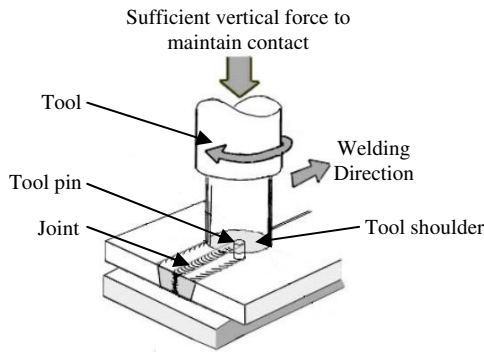 Sufficient vertical force to
maintain contact
Tool
Welding
Direction
Tool pin
Joint
Tool shoulder